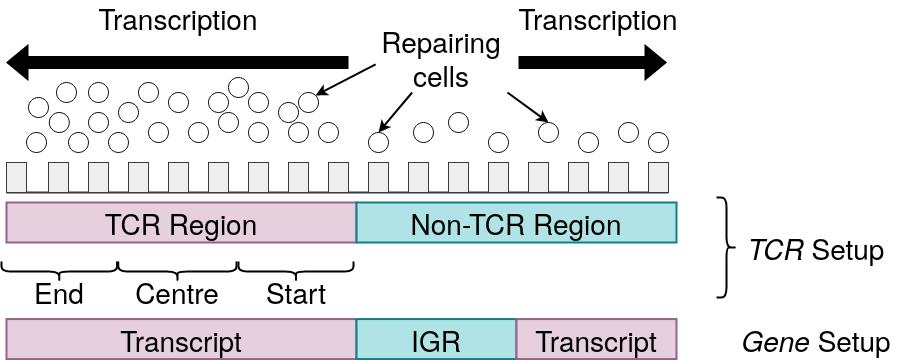 Transcription
Transcription
Repairing
cells
TCR Region
Non-TCR Region
TCR Setup
End
Centre
Start
Transcript
IGR
Transcript
Gene Setup